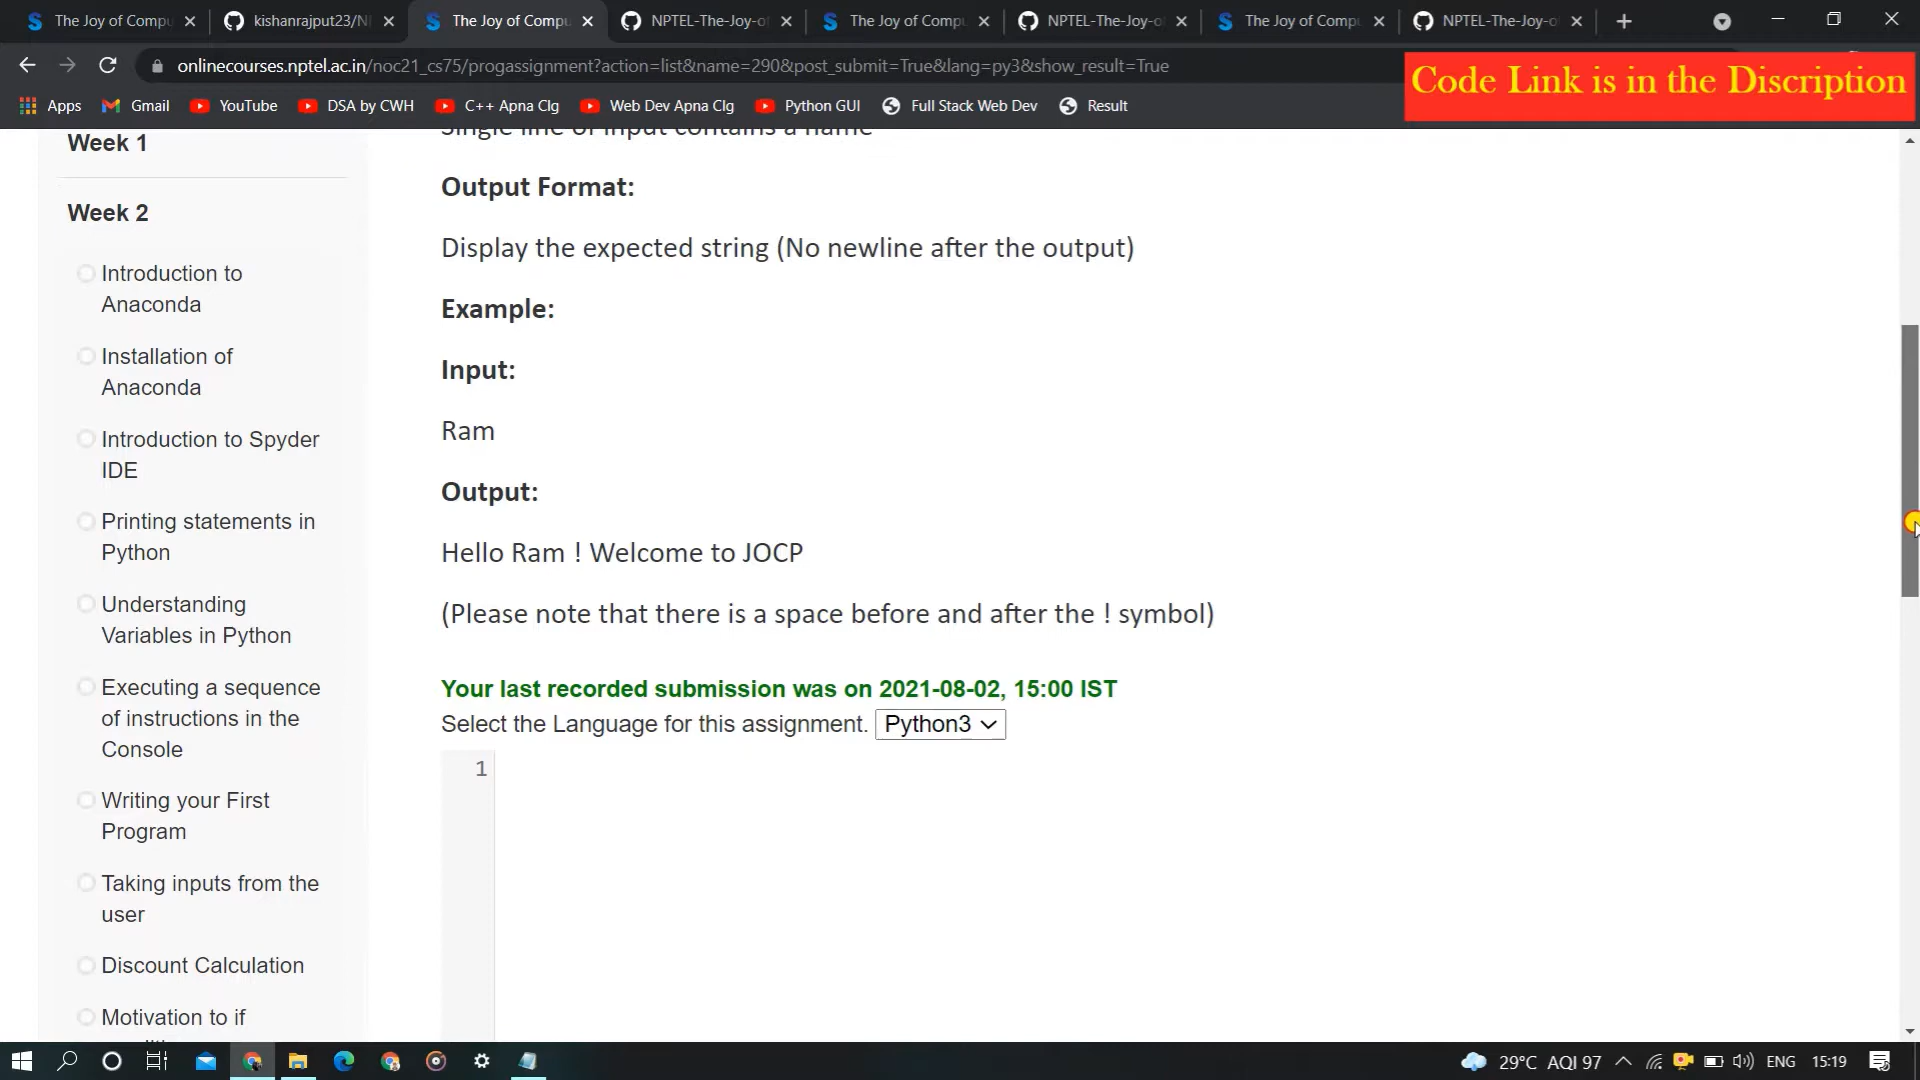 The Joy of Compu
kishanrajput23/N
The Joy of Compu
NPTEL-The-Joy-o
The Joy of Compu
NPTEL-The-Joy-o
The Joy of Compu
NPTEL-The-Joy-o
onlinecourses.nptel.ac.in/noc21_cs75/progassignment?action=list&name=290&post_submit=True&lang=py3&show_result=True
Code Link is in the Discription
Apps
Gmail
YouTube
DSA by CWH
C++ Apna Clg
Web Dev Apna Clg
Python GUI
Full Stack Web Dev
Result
Week 1
Week 2
Introduction to
Anaconda
Installation of
Anaconda
Introduction to Spyder
IDE
Printing statements in
Python
Understanding
Variables in Python
Executing a sequence
of instructions in the
Console
Writing your First
Program
Taking inputs from the
user
Discount Calculation
Motivation to if
Single line of input contains a name
Output Format:
Display the expected string (No newline after the output)
Example:
Input:
Ram
Output:
Hello Ram ! Welcome to JOCP
(Please note that there is a space before and after the ! symbol)
Your last recorded submission was on 2021-08-02, 15:00 IST
Select the Language for this assignment. Python3
1
29°C AQI 97
ENG
15:19